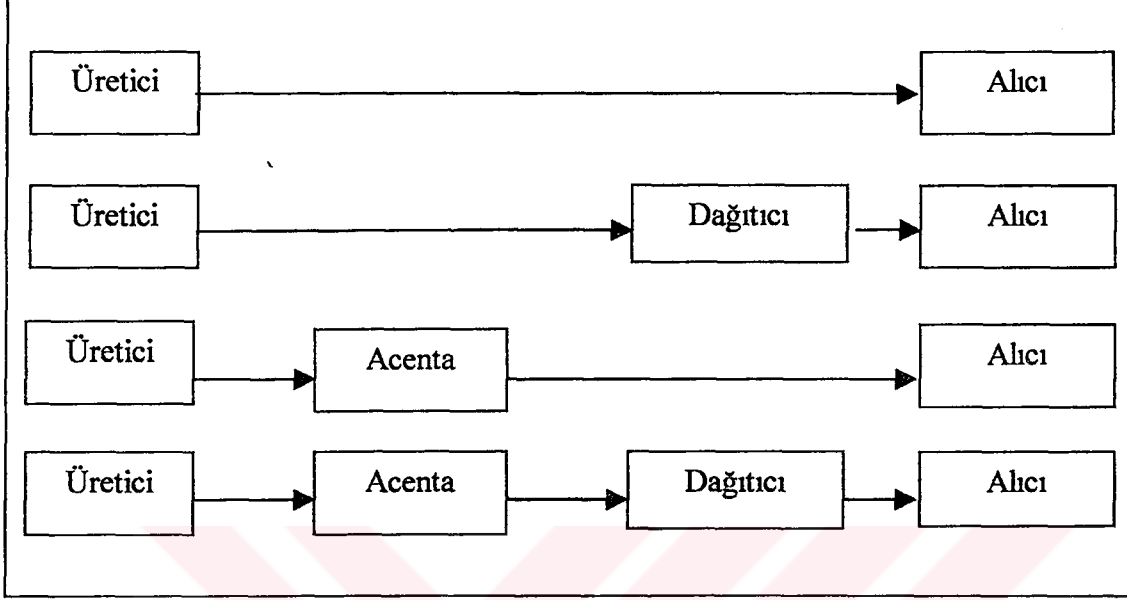 Üretici Alıcı
Üretici Dağıtıcı Alıcı
Üretici Acenta Alıcı
Üretici Acenta Dağıtıcı Alıcı